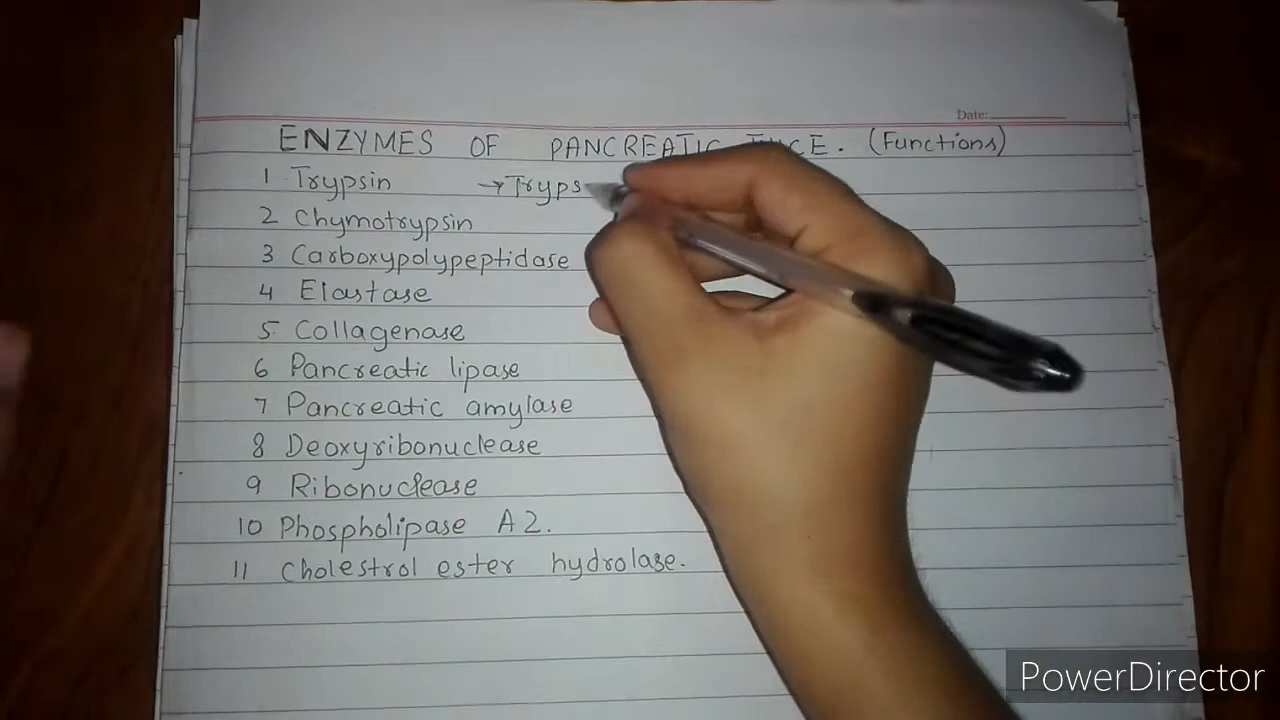 Date:
ENZYMES OF PANCREATIC JUICE. (Functions)
1 Trypsin → Tryps
2 Chymotrypsin
3 Carboxypolypeptidase
4 Elastase
5 Collagenase
6 Pancreatic lipase
7 Pancreatic amylase
8 Deoxyribonuclease
9 Ribonuclease
10 Phospholipase A2.
11 Cholestrol ester hydrolase.
PowerDirector